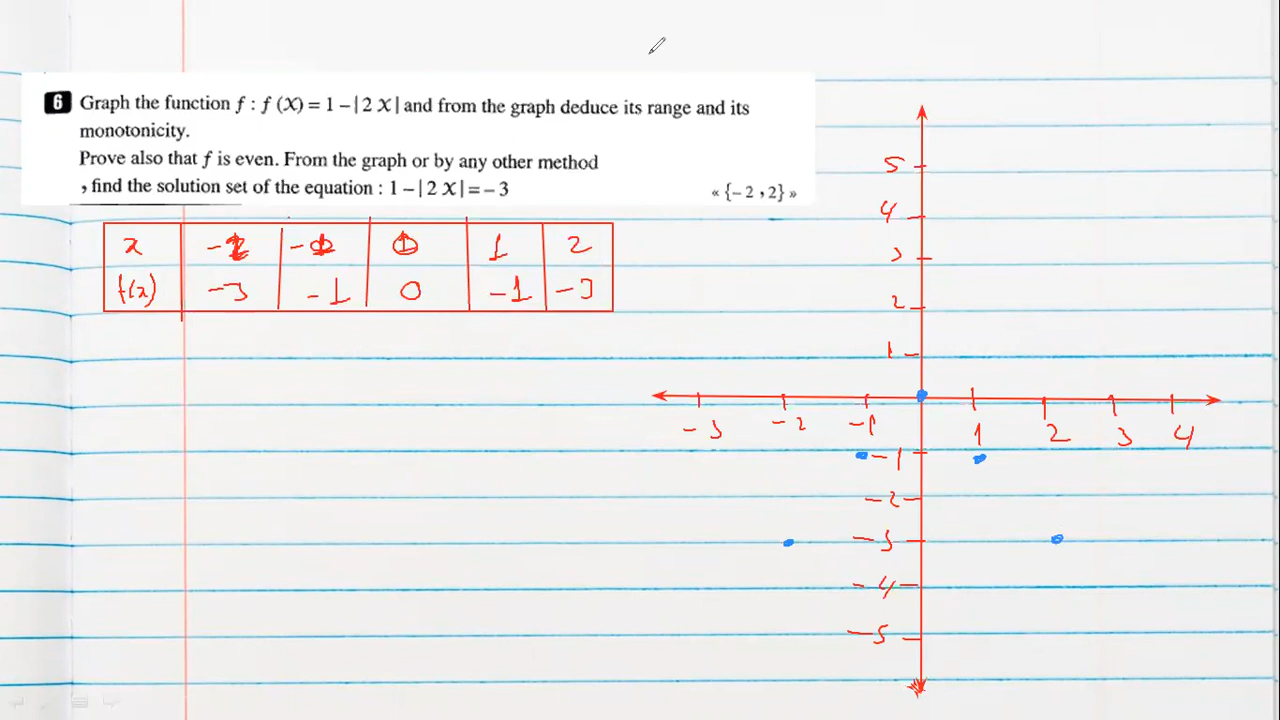 6 Graph the function f : f (X) = 1 – | 2 X | and from the graph deduce its range and its
monotonicity.
Prove also that f is even. From the graph or by any other method
, find the solution set of the equation : 1 – | 2 X | = – 3 « {– 2 , 2} »
x -2 -1 0 1 2
f(x) -3 -1 0 -1 -3
5
4
3
2
1
-3 -2 -1 1 2 3 4
-1
-2
-3
-4
-5